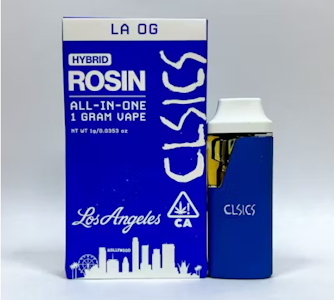 LA OG
HYBRID
ROSIN
ALL-IN-ONE
1 GRAM VAPE
NET WT 1g/0.0353 oz
CLSICS
Los Angeles
CA
HOLLYWOOD
CLSICS